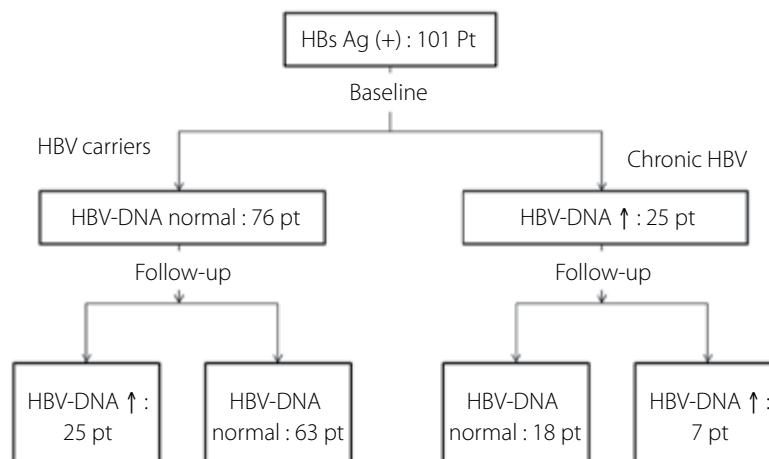 HBs Ag (+) : 101 Pt
Baseline
HBV carriers
Chronic HBV
HBV-DNA normal : 76 pt
HBV-DNA ↑ : 25 pt
Follow-up
Follow-up
HBV-DNA ↑ :
25 pt
HBV-DNA
normal : 63 pt
HBV-DNA
normal : 18 pt
HBV-DNA ↑ :
7 pt